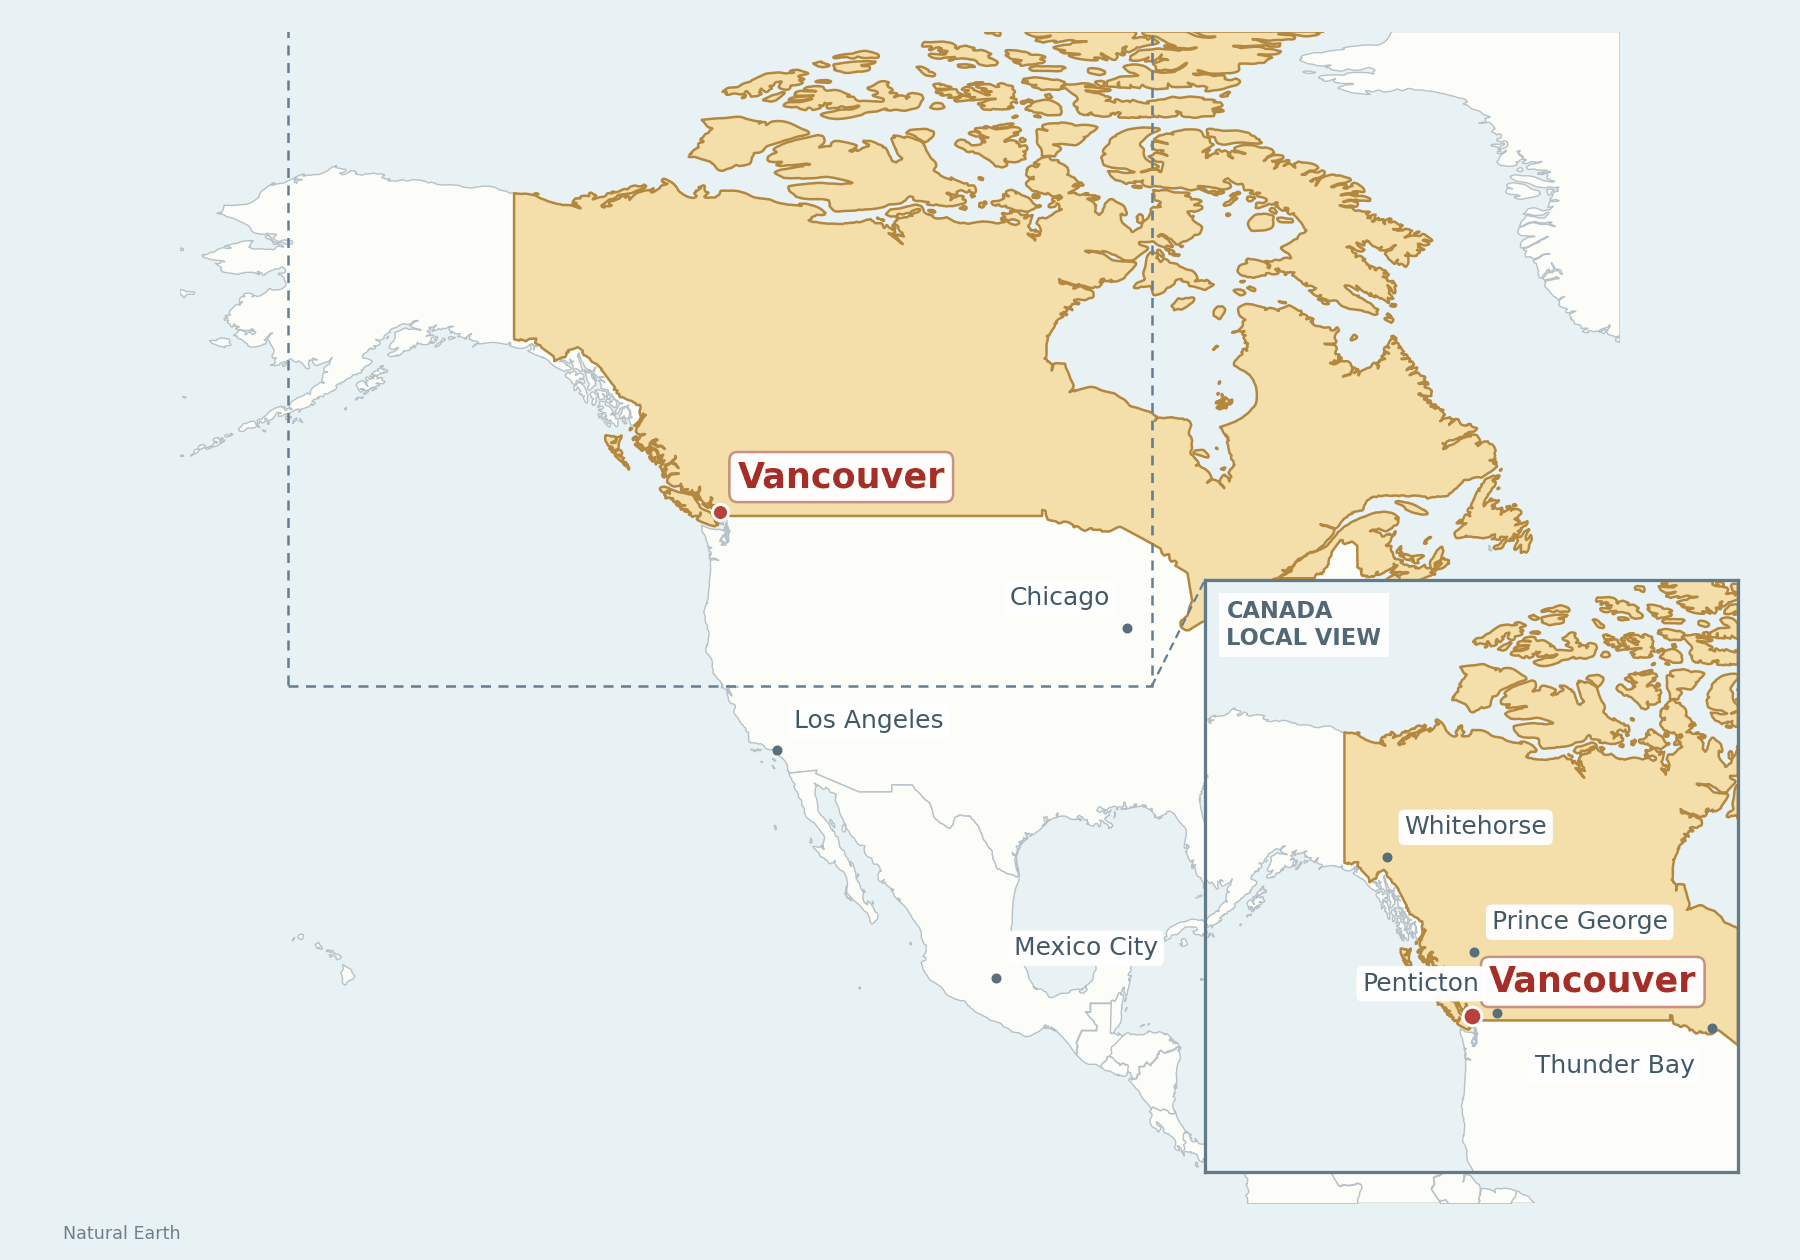 Vancouver
Chicago
Los Angeles
Mexico City
CANADA
LOCAL VIEW
Whitehorse
Prince George
Penticton
Vancouver
Thunder Bay
Natural Earth